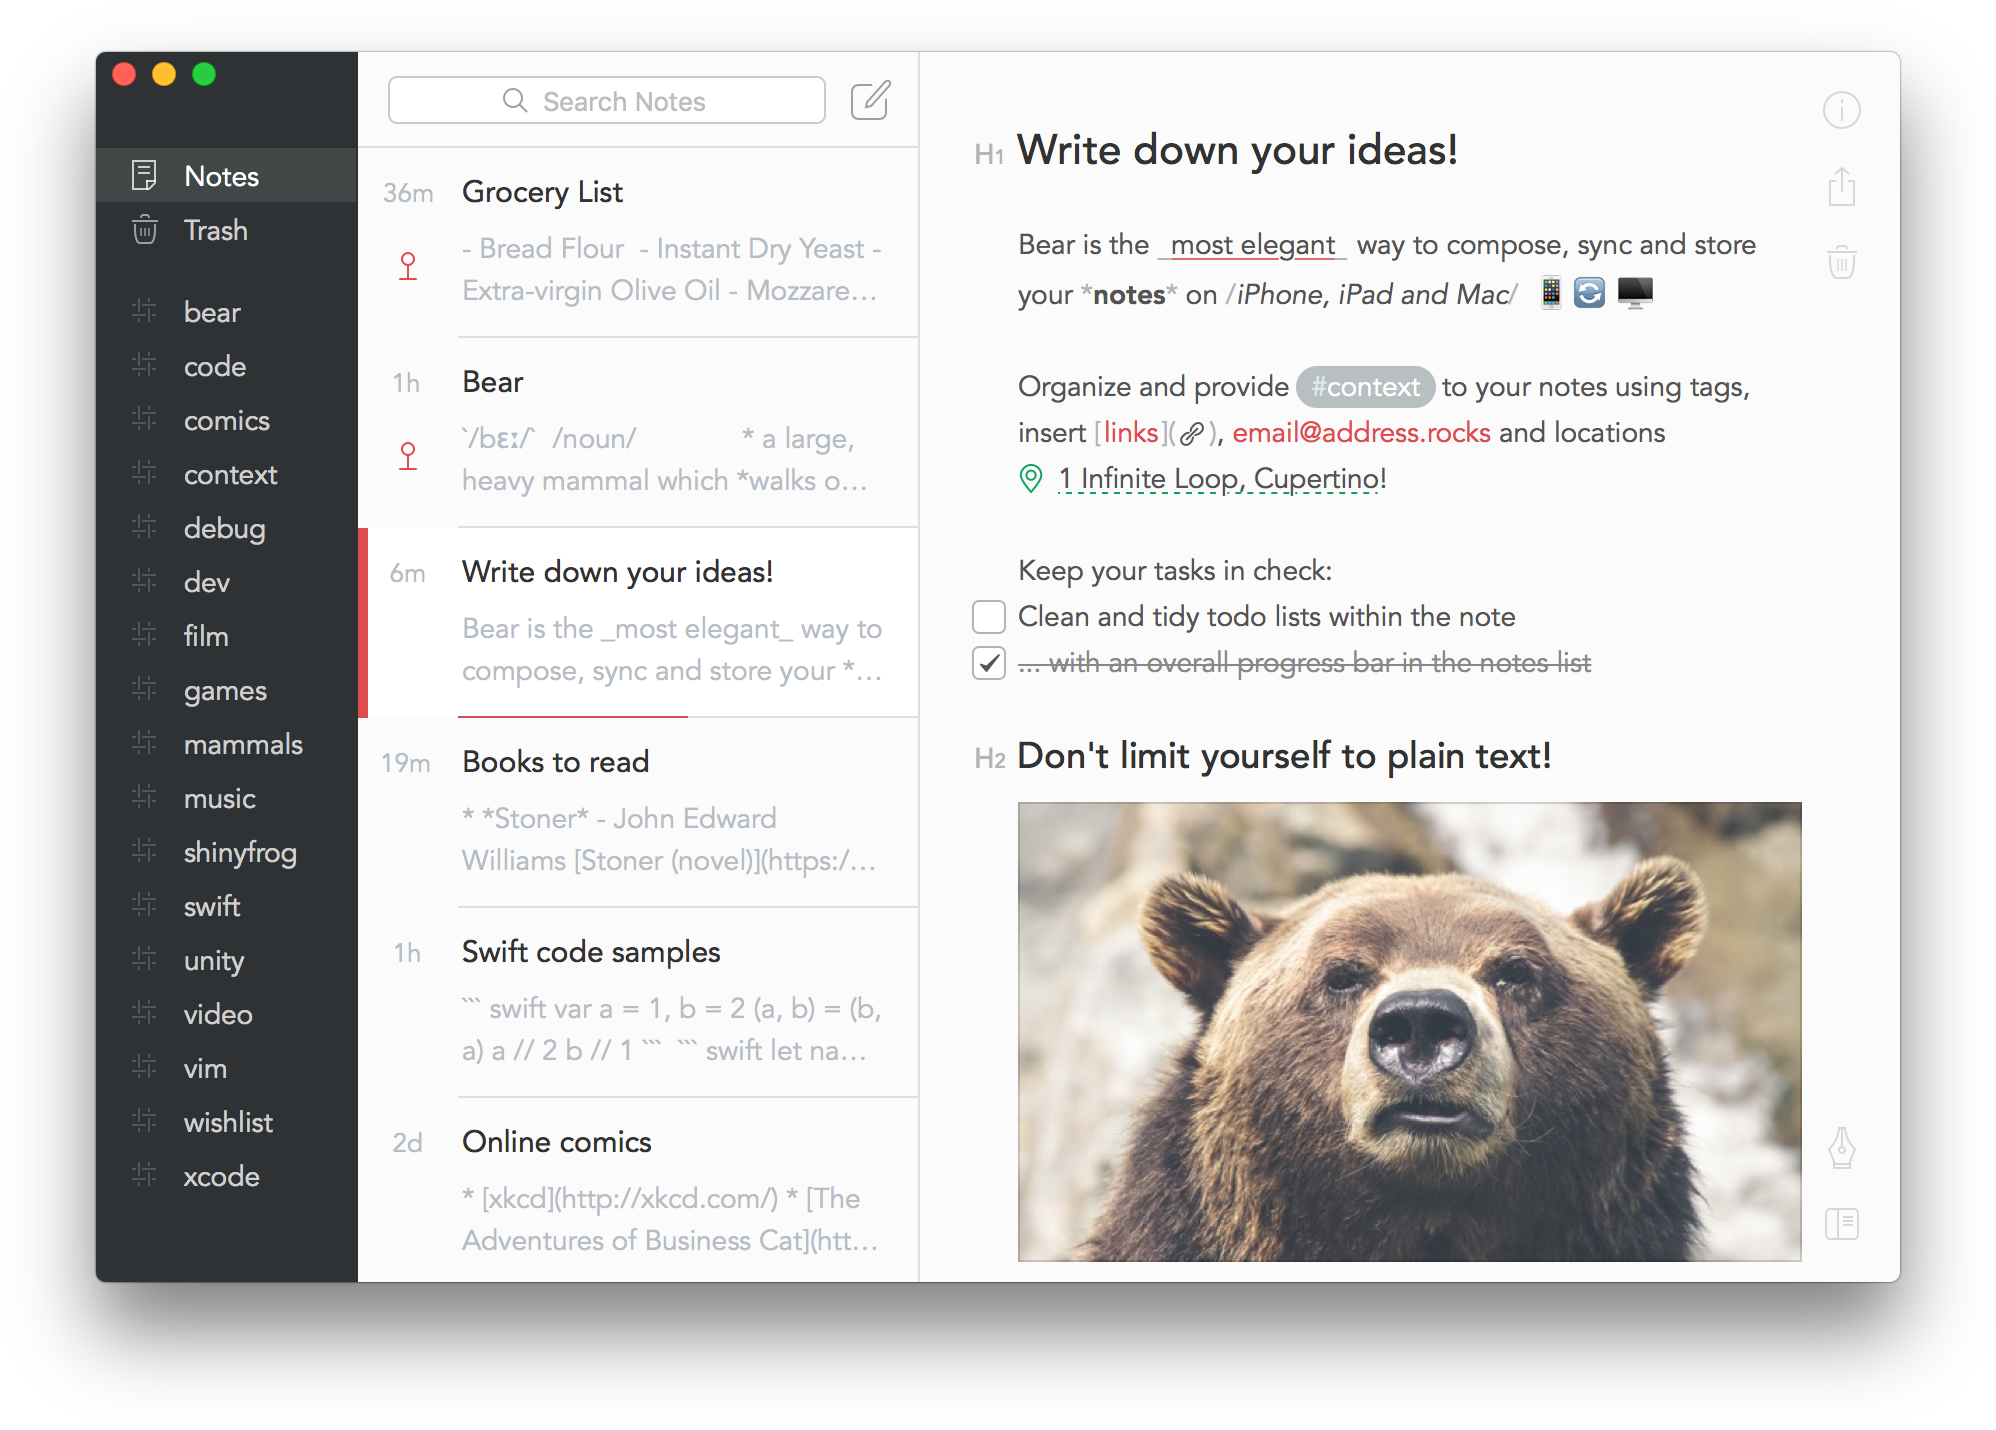 Notes
Trash
bear
code
comics
context
debug
dev
film
games
mammals
music
shinyfrog
swift
unity
video
vim
wishlist
xcode
Search Notes
36m
Grocery List
- Bread Flour  - Instant Dry Yeast -
Extra-virgin Olive Oil - Mozzare...
1h
Bear
`/bɛː/`  /noun/ * a large,
heavy mammal which *walks o...
6m
Write down your ideas!
Bear is the _most elegant_ way to
compose, sync and store your *...
19m
Books to read
* *Stoner* - John Edward
Williams [Stoner (novel)](https:/...
1h
Swift code samples
``` swift var a = 1, b = 2 (a, b) = (b,
a) a // 2 b // 1 ```  ``` swift let na...
2d
Online comics
* [xkcd](http://xkcd.com/) * [The
Adventures of Business Cat](htt...
H1 Write down your ideas!
Bear is the _most elegant_ way to compose, sync and store
your *notes* on /iPhone, iPad and Mac/ 📱 🔄 🖥
Organize and provide #context to your notes using tags,
insert [links](🔗), email@address.rocks and locations
1 Infinite Loop, Cupertino!
Keep your tasks in check:
Clean and tidy todo lists within the note
... with an overall progress bar in the notes list
H2 Don't limit yourself to plain text!